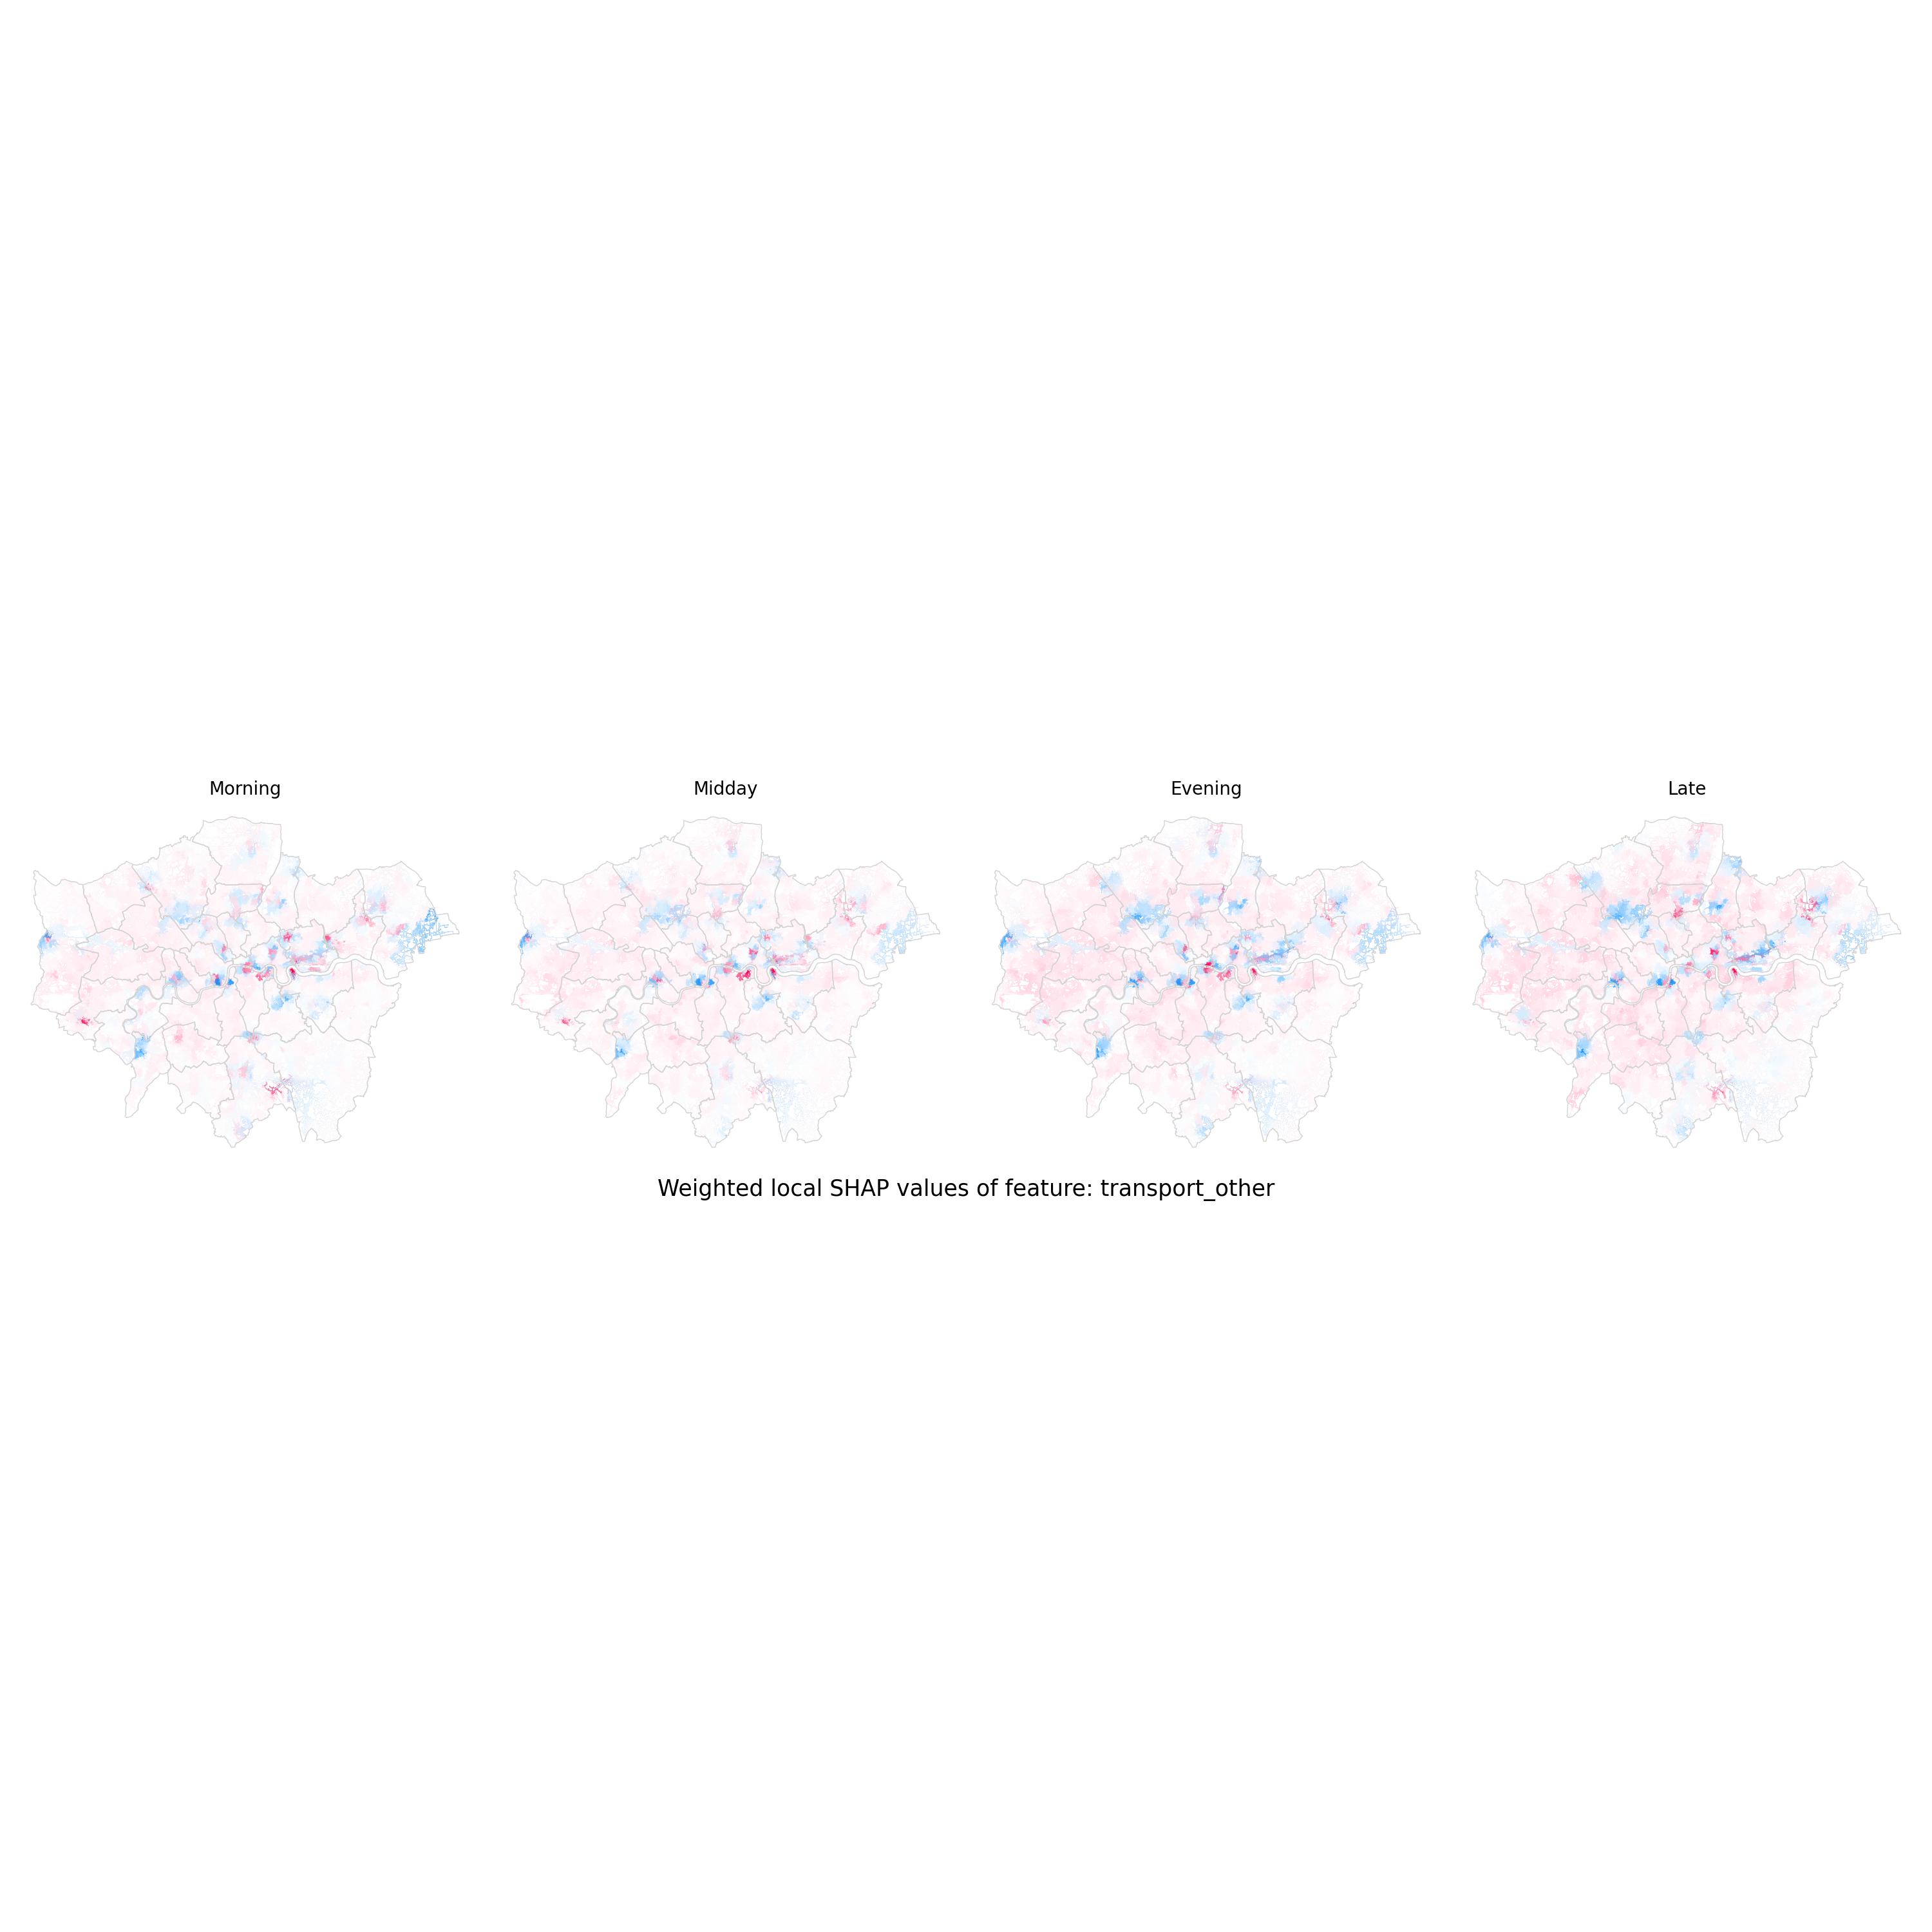 Morning
Midday
Evening
Late
Weighted local SHAP values of feature: transport_other